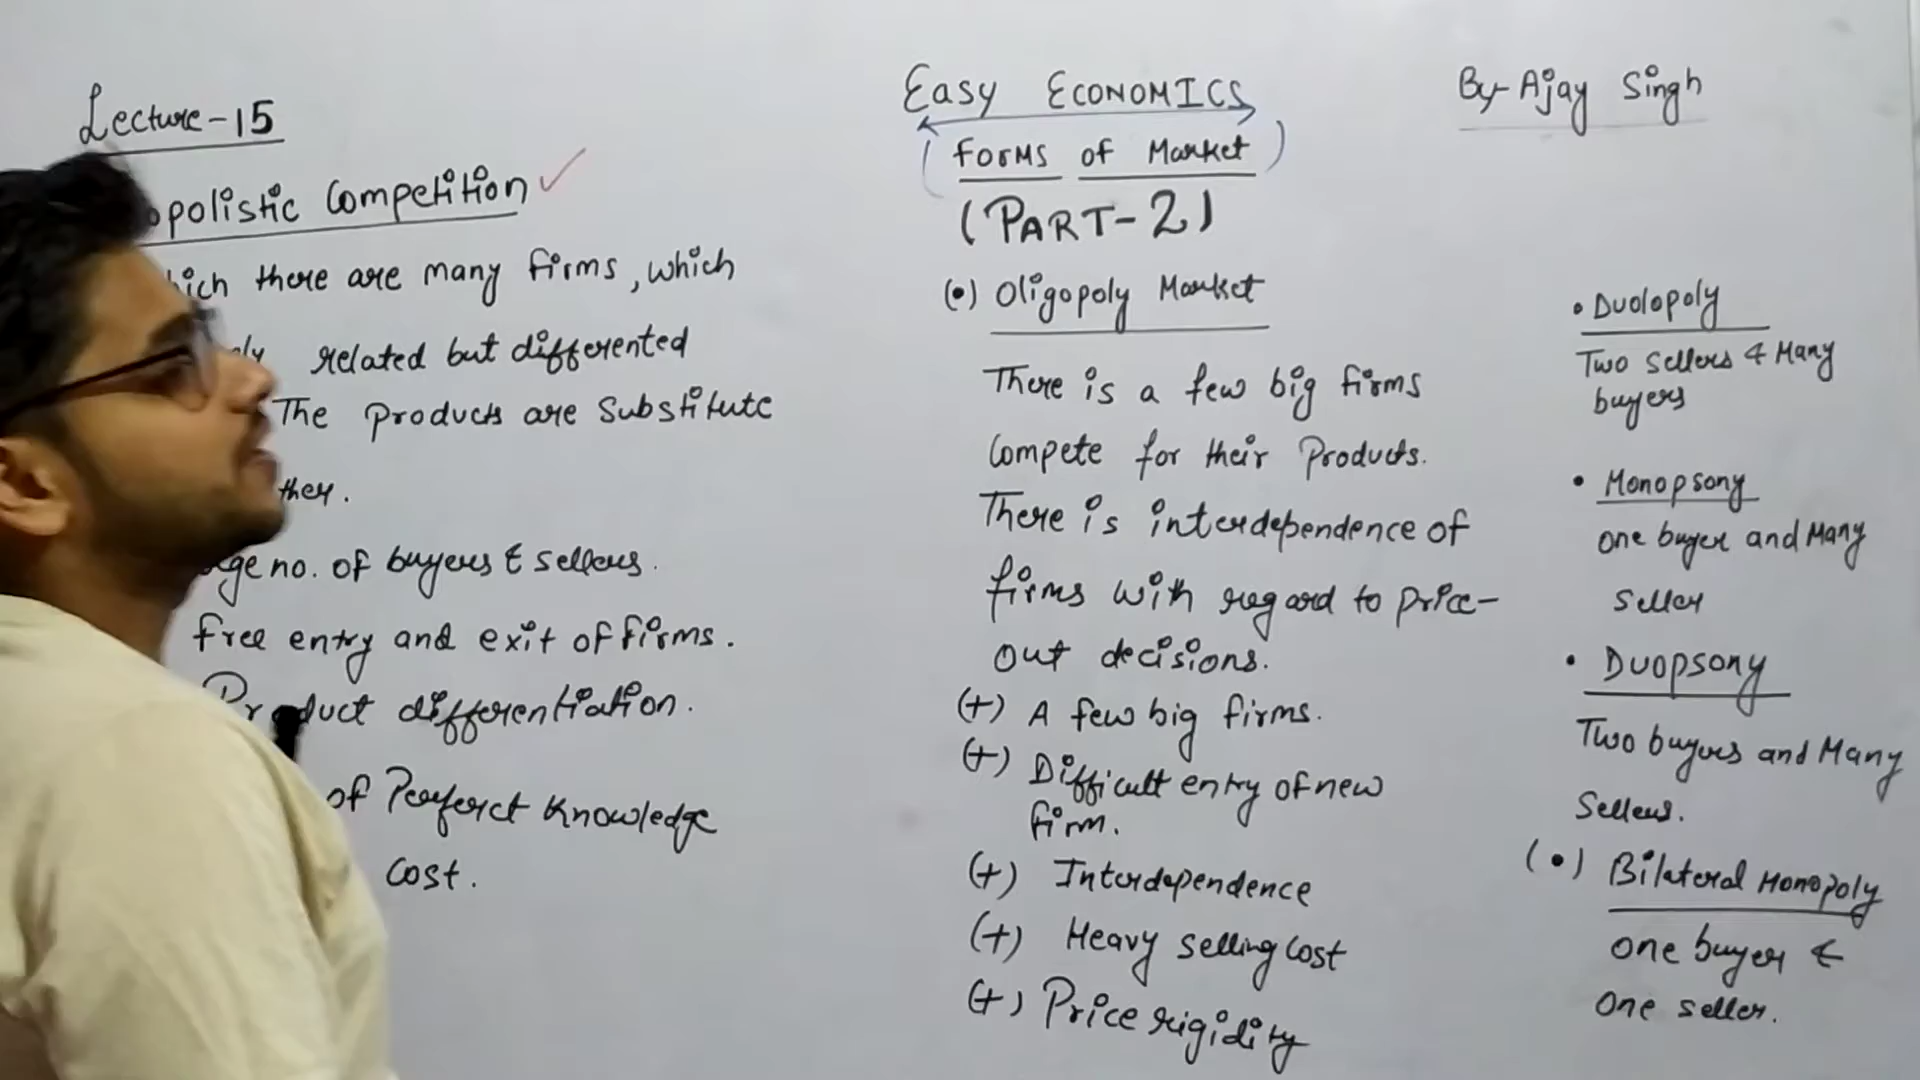 Lecture-15
opolistic Competition
ich there are many firms, which
ly related but differented
The Products are Substitute
ther.
ge no. of buyers & sellers.
free entry and exit of firms.
Product differentiation.
of Perferct Knowledge
Cost.
Easy ECONOMICS
(Forms of Market)
(PART-2)
(•) Oligopoly Market
There is a few big firms
Compete for their Products.
There is interdependence of
firms with regard to price-
out decisions.
(+) A few big firms.
(+) Difficult entry of new
firm.
(+) Interdependence
(+) Heavy selling Cost
(+) Price rigidity
By-Ajay Singh
• Duolopoly
Two sellers & Many
buyers
• Monopsony
one buyer and Many
Seller
• Duopsony
Two buyers and Many
Sellers.
(•) Bilateral Monopoly
one buyer &
one seller.